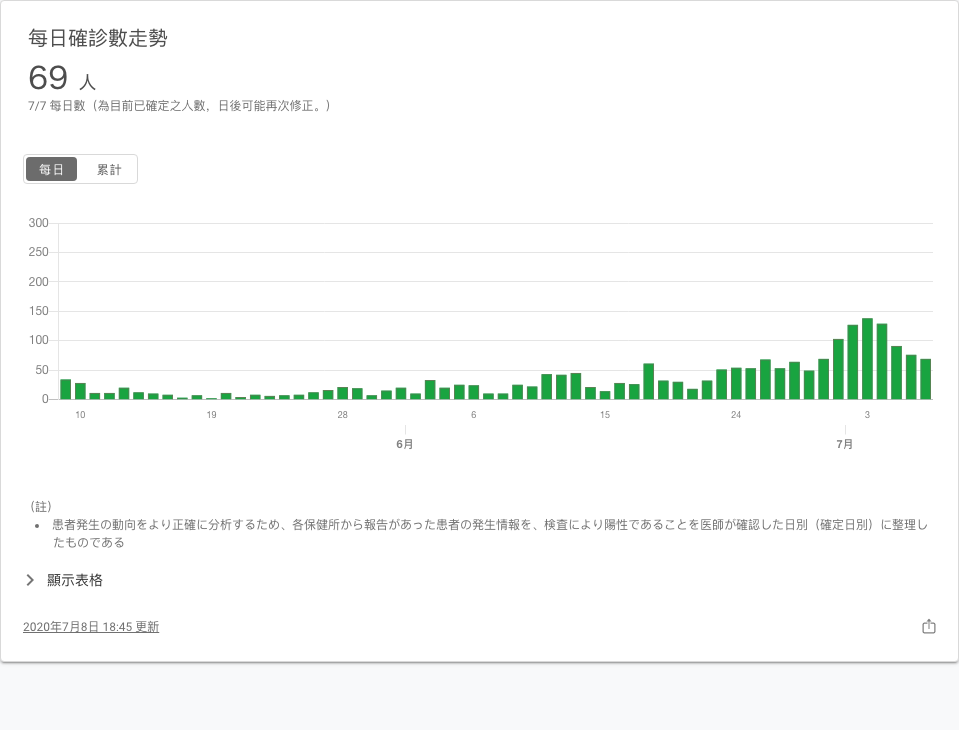 每日確診數走勢
69 人
7/7 每日數（為目前已確定之人數，日後可能再次修正。）
每日 累計
300
250
200
150
100
50
0
10 19 28 6 15 24 3
6月 7月
（註）
• 患者発生の動向をより正確に分析するため、各保健所から報告があった患者の発生情報を、検査により陽性であることを医師が確認した日別（確定日別）に整理し
たものである
顯示表格
2020年7月8日 18:45 更新